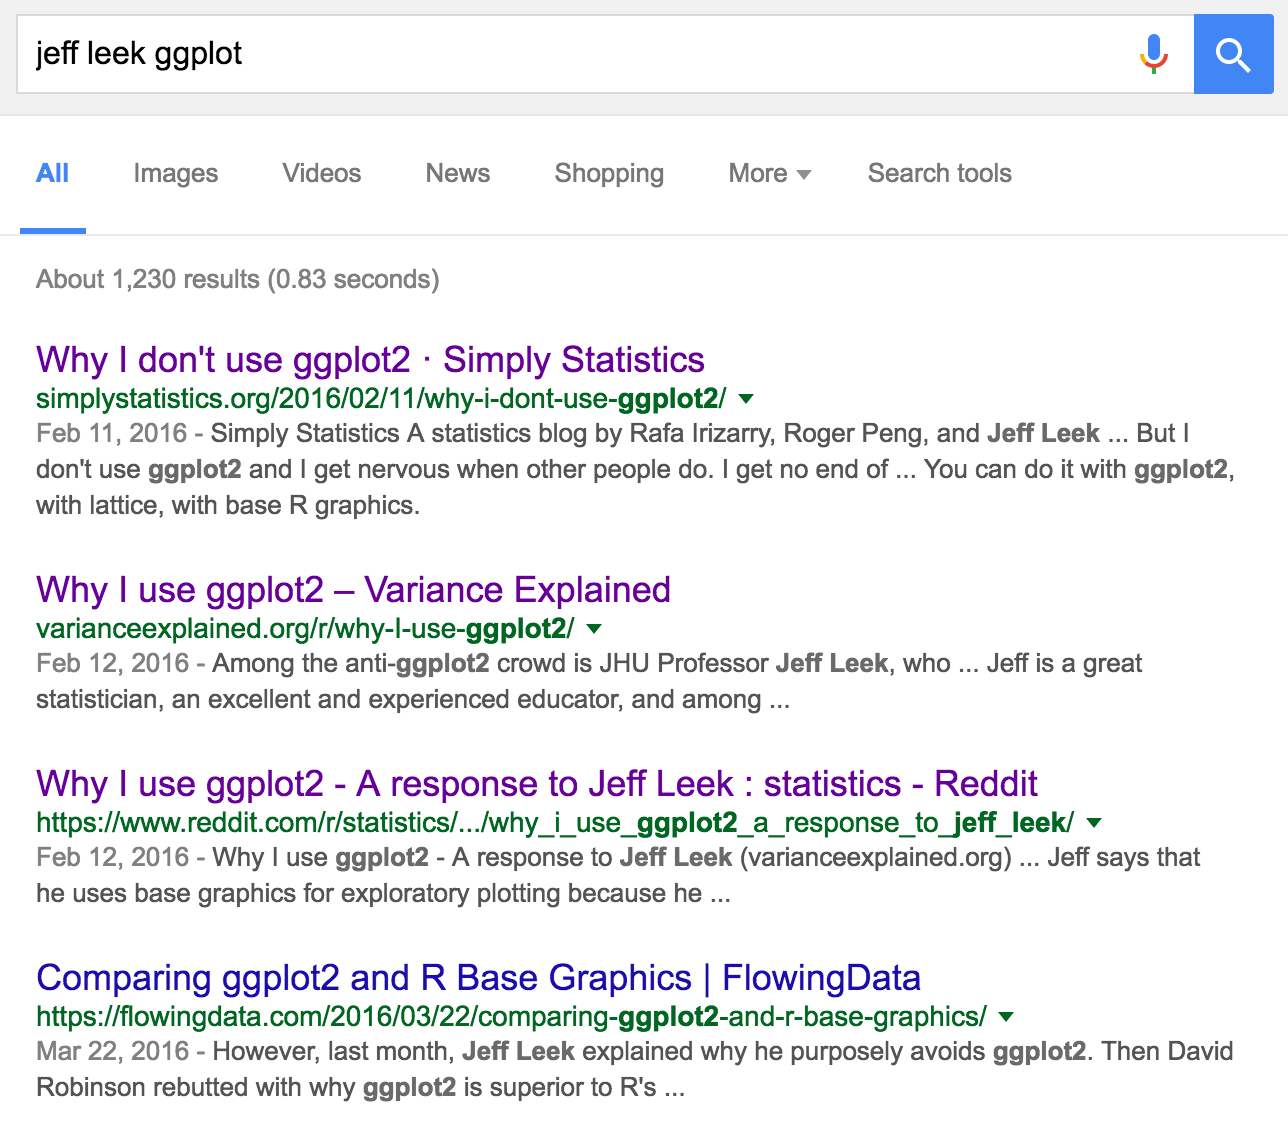 jeff leek ggplot
All Images Videos News Shopping More Search tools
About 1,230 results (0.83 seconds)
Why I don't use ggplot2 · Simply Statistics
simplystatistics.org/2016/02/11/why-i-dont-use-ggplot2/
Feb 11, 2016 - Simply Statistics A statistics blog by Rafa Irizarry, Roger Peng, and Jeff Leek ... But I
don't use ggplot2 and I get nervous when other people do. I get no end of ... You can do it with ggplot2,
with lattice, with base R graphics.
Why I use ggplot2 – Variance Explained
varianceexplained.org/r/why-I-use-ggplot2/
Feb 12, 2016 - Among the anti-ggplot2 crowd is JHU Professor Jeff Leek, who ... Jeff is a great
statistician, an excellent and experienced educator, and among ...
Why I use ggplot2 - A response to Jeff Leek : statistics - Reddit
https://www.reddit.com/r/statistics/.../why_i_use_ggplot2_a_response_to_jeff_leek/
Feb 12, 2016 - Why I use ggplot2 - A response to Jeff Leek (varianceexplained.org) ... Jeff says that
he uses base graphics for exploratory plotting because he ...
Comparing ggplot2 and R Base Graphics | FlowingData
https://flowingdata.com/2016/03/22/comparing-ggplot2-and-r-base-graphics/
Mar 22, 2016 - However, last month, Jeff Leek explained why he purposely avoids ggplot2. Then David
Robinson rebutted with why ggplot2 is superior to R's ...